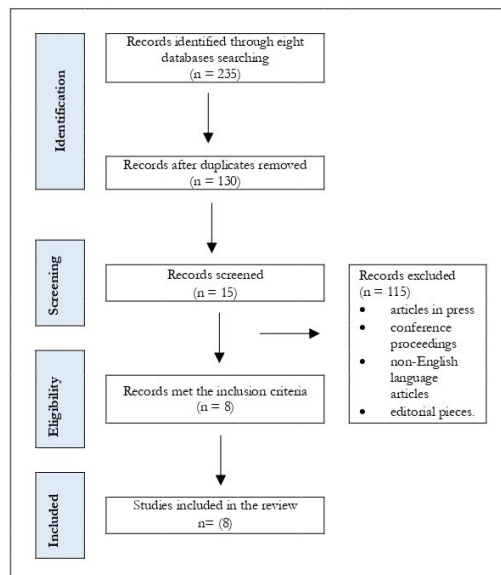 Identification
Records identified through eight
databases searching
(n = 235)
Records after duplicates removed
(n = 130)
Screening
Records screened
(n = 15)
Records excluded
(n = 115)
• articles in press
• conference
proceedings
• non-English
language
articles
• editorial pieces.
Eligibility
Records met the inclusion criteria
(n = 8)
Included
Studies included in the review
n= (8)